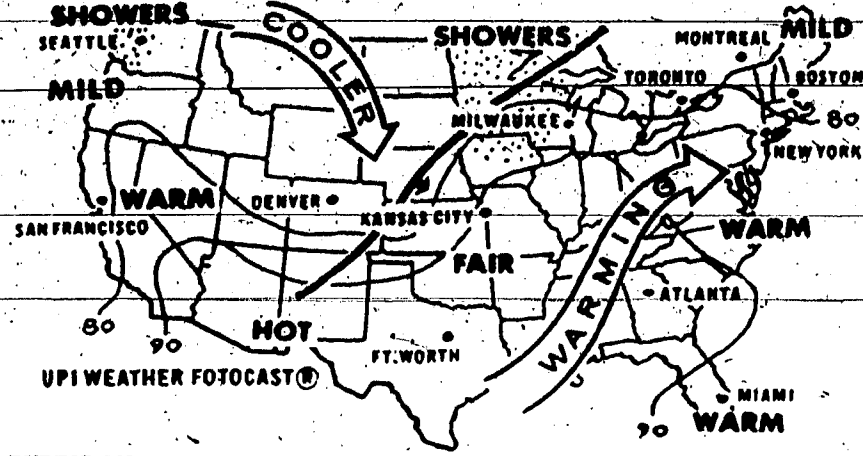 SHOWERS
SEATTLE
MILD
COOLER
SHOWERS
MONTREAL
MILD
TORONTO
BOSTON
MILWAUKEE
80
NEW YORK
WARM
DENVER
KANSAS CITY
SAN FRANCISCO
WARMING
WARM
FAIR
ATLANTA
80
90
HOT
FT. WORTH
UPI WEATHER FOTOCAST®
MIAMI
90
WARM